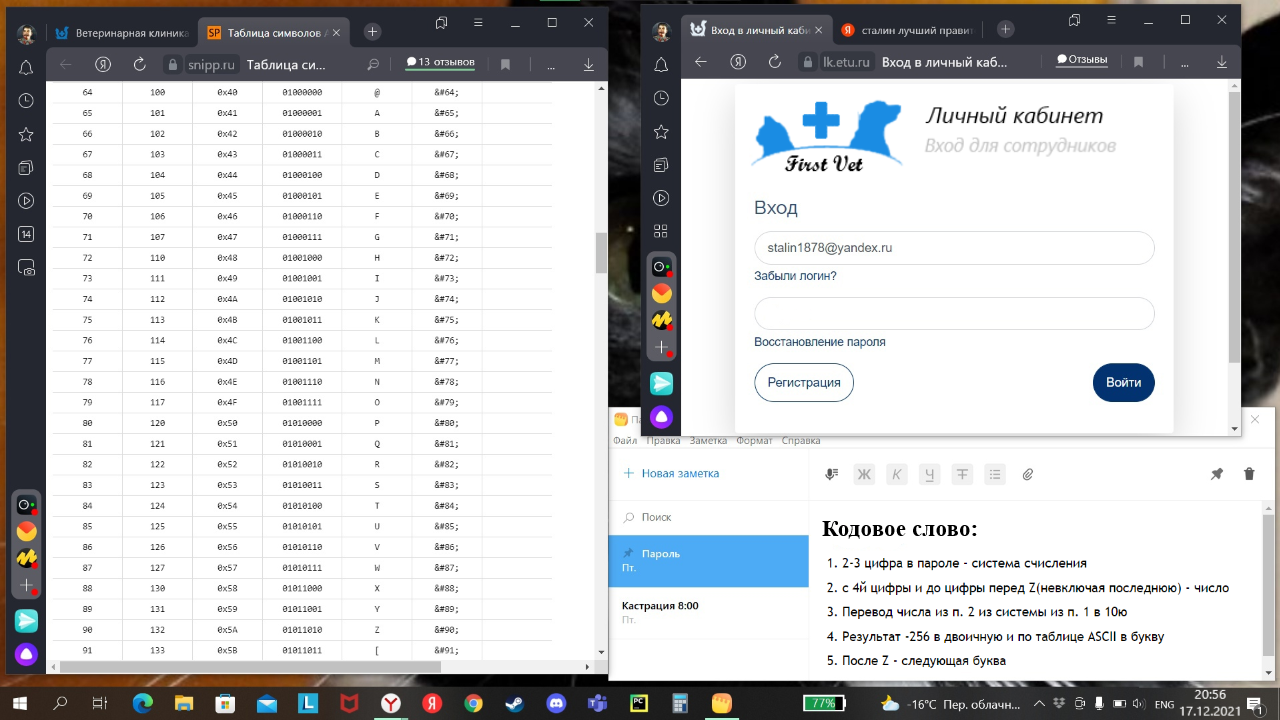 Ветеринарная клиника
Таблица символов A
snipp.ru
Таблица си...
13 отзывов
64 100 0x40 01000000 @ &#64;
65 101 0x41 01000001 A &#65;
66 102 0x42 01000010 B &#66;
67 103 0x43 01000011 C &#67;
68 104 0x44 01000100 D &#68;
69 105 0x45 01000101 E &#69;
70 106 0x46 01000110 F &#70;
71 107 0x47 01000111 G &#71;
72 110 0x48 01001000 H &#72;
73 111 0x49 01001001 I &#73;
74 112 0x4A 01001010 J &#74;
75 113 0x4B 01001011 K &#75;
76 114 0x4C 01001100 L &#76;
77 115 0x4D 01001101 M &#77;
78 116 0x4E 01001110 N &#78;
79 117 0x4F 01001111 O &#79;
80 120 0x50 01010000 P &#80;
81 121 0x51 01010001 Q &#81;
82 122 0x52 01010010 R &#82;
83 123 0x53 01010011 S &#83;
84 124 0x54 01010100 T &#84;
85 125 0x55 01010101 U &#85;
86 126 0x56 01010110 V &#86;
87 127 0x57 01010111 W &#87;
88 130 0x58 01011000 X &#88;
89 131 0x59 01011001 Y &#89;
90 132 0x5A 01011010 Z &#90;
91 133 0x5B 01011011 [ &#91;
14
Вход в личный каби
сталин лучший правит
lk.etu.ru
Вход в личный каб...
Отзывы
First Vet
Личный кабинет
Вход для сотрудников
Вход
stalin1878@yandex.ru
Забыли логин?
Восстановление пароля
Регистрация
Войти
Файл Правка Заметка Формат Справка
Новая заметка
Ж К Ч Т
Поиск
Пароль
Пт.
Кастрация 8:00
Пт.
Кодовое слово:
1. 2-3 цифра в пароле - система счисления
2. с 4й цифры и до цифры перед Z(невключая последнюю) - число
3. Перевод числа из п. 2 из системы из п. 1 в 10ю
4. Результат -256 в двоичную и по таблице ASCII в букву
5. После Z - следующая буква
77%
-16°C Пер. облачн...
ENG
20:56
17.12.2021